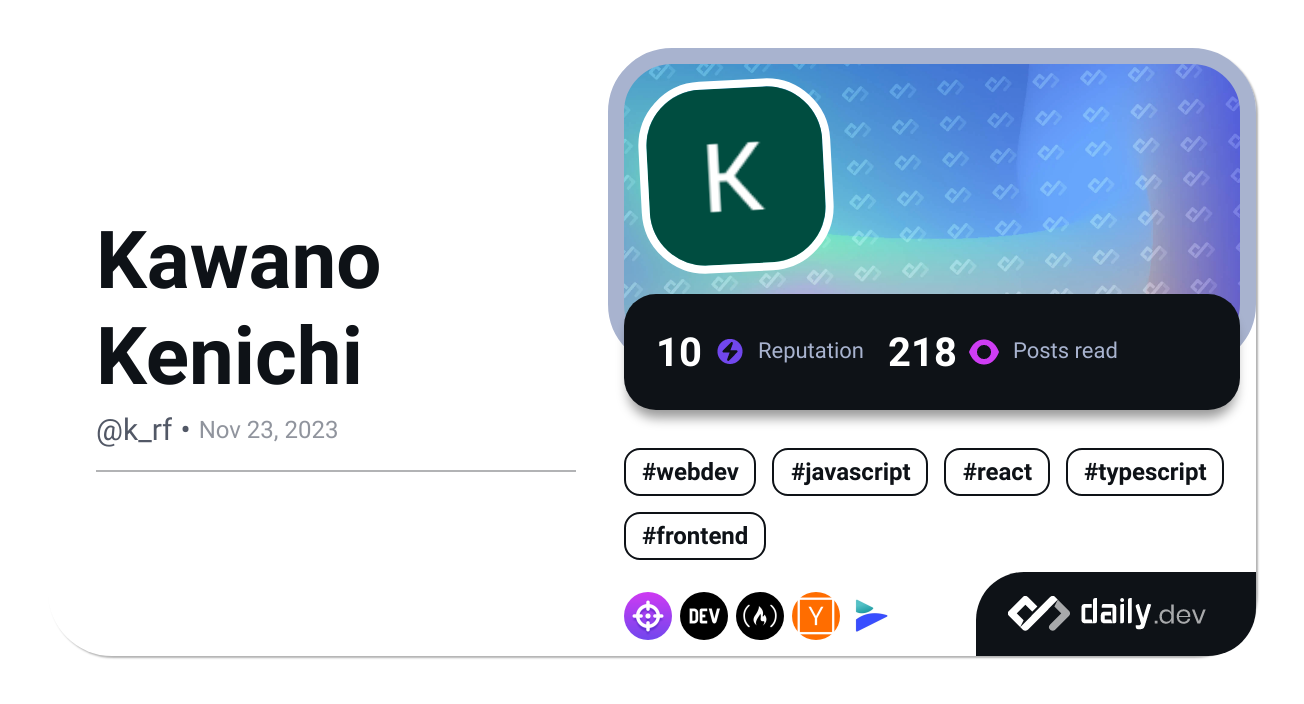 Kawano
Kenichi
@k_rf • Nov 23, 2023
K
10 Reputation 218 Posts read
#webdev #javascript #react #typescript
#frontend
DEV Y
daily.dev